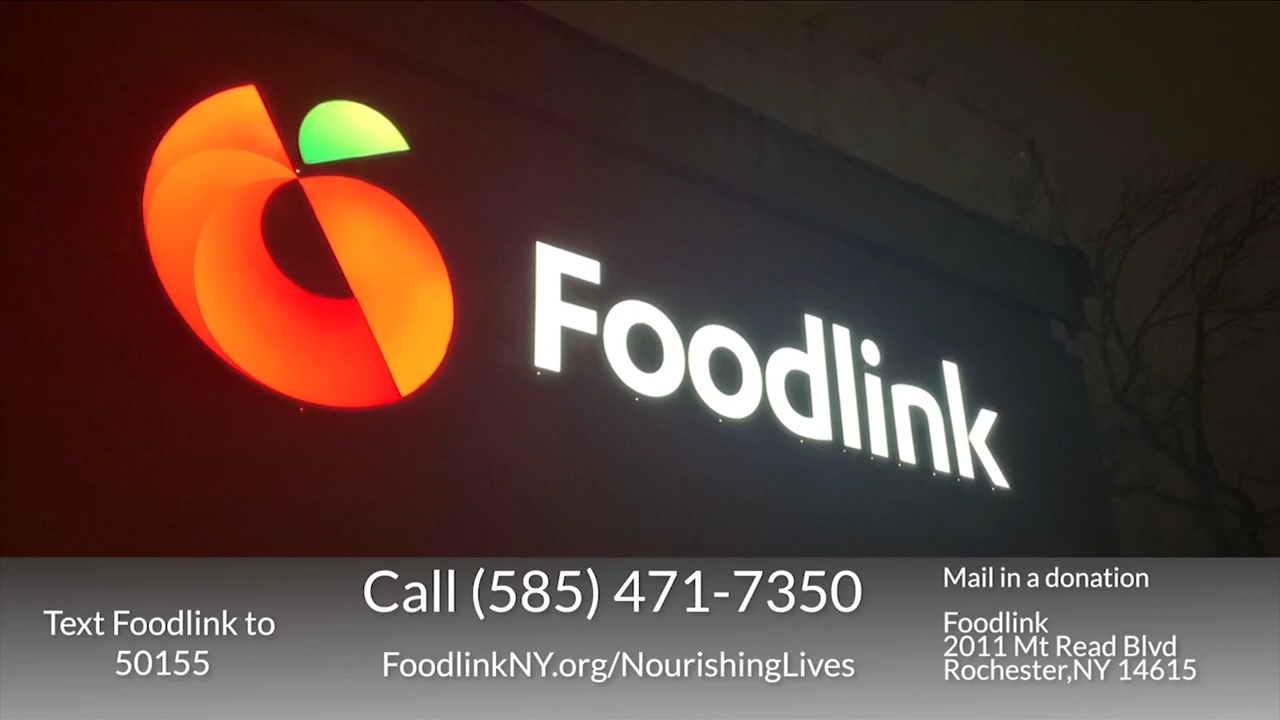 Foodlink
Text Foodlink to
50155
Call (585) 471-7350
FoodlinkNY.org/NourishingLives
Mail in a donation
Foodlink
2011 Mt Read Blvd
Rochester,NY 14615